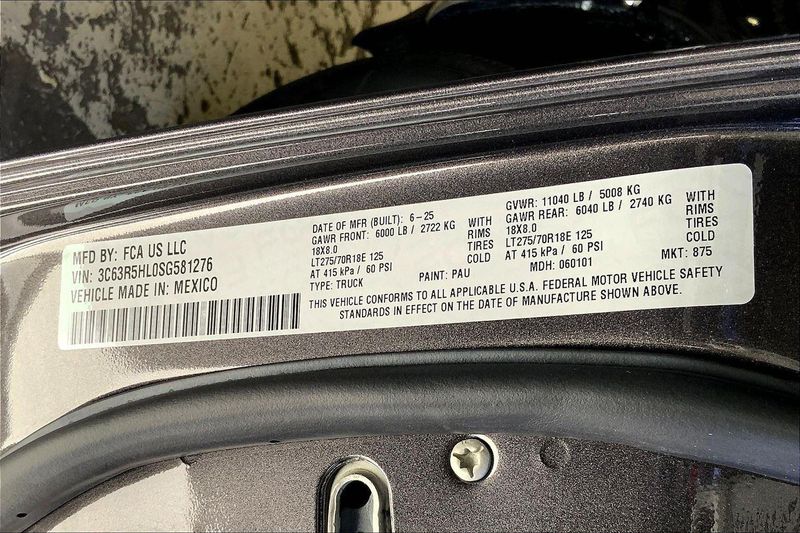 MFD BY: FCA US LLC
VIN: 3C63R5HL0SG581276
VEHICLE MADE IN: MEXICO
DATE OF MFR (BUILT): 6-25
GAWR FRONT: 6000 LB / 2722 KG WITH
18X8.0 RIMS
LT275/70R18E 125 TIRES
AT 415 kPa / 60 PSI COLD
TYPE: TRUCK PAINT: PAU
GVWR: 11040 LB / 5008 KG
GAWR REAR: 6040 LB / 2740 KG WITH
18X8.0 RIMS
LT275/70R18E 125 TIRES
AT 415 kPa / 60 PSI COLD
MDH: 060101 MKT: 875
THIS VEHICLE CONFORMS TO ALL APPLICABLE U.S.A. FEDERAL MOTOR VEHICLE SAFETY
STANDARDS IN EFFECT ON THE DATE OF MANUFACTURE SHOWN ABOVE.